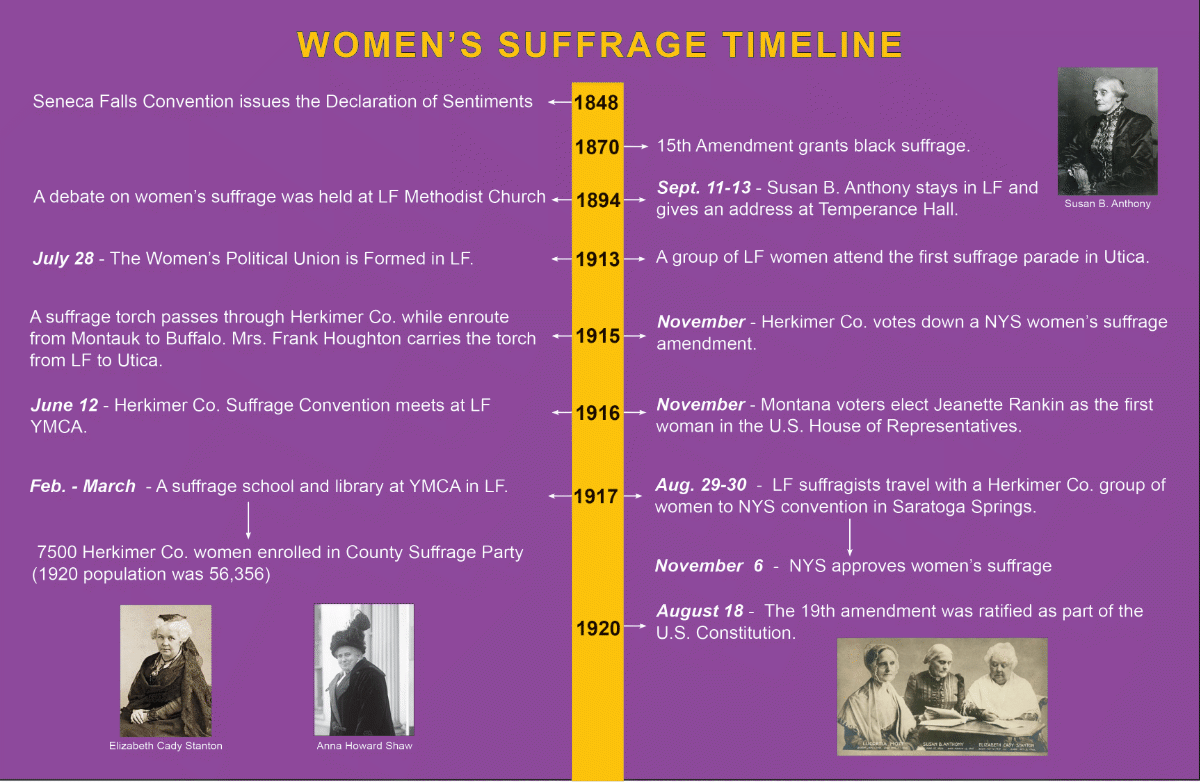 WOMEN'S SUFFRAGE TIMELINE
Seneca Falls Convention issues the Declaration of Sentiments
1848
1870
15th Amendment grants black suffrage.
Susan B. Anthony
A debate on women's suffrage was held at LF Methodist Church
1894
Sept. 11-13 - Susan B. Anthony stays in LF and
gives an address at Temperance Hall.
July 28 - The Women's Political Union is Formed in LF.
1913
A group of LF women attend the first suffrage parade in Utica.
A suffrage torch passes through Herkimer Co. while enroute
from Montauk to Buffalo. Mrs. Frank Houghton carries the torch
from LF to Utica.
1915
November - Herkimer Co. votes down a NYS women's suffrage
amendment.
June 12 - Herkimer Co. Suffrage Convention meets at LF
YMCA.
1916
November - Montana voters elect Jeanette Rankin as the first
woman in the U.S. House of Representatives.
Feb. - March - A suffrage school and library at YMCA in LF.
7500 Herkimer Co. women enrolled in County Suffrage Party
(1920 population was 56,356)
1917
Aug. 29-30 - LF suffragists travel with a Herkimer Co. group of
women to NYS convention in Saratoga Springs.
November 6 - NYS approves women's suffrage
1920
August 18 - The 19th amendment was ratified as part of the
U.S. Constitution.
Elizabeth Cady Stanton
Anna Howard Shaw
SUSAN B. ANTHONY
ELIZABETH CADY STANTON